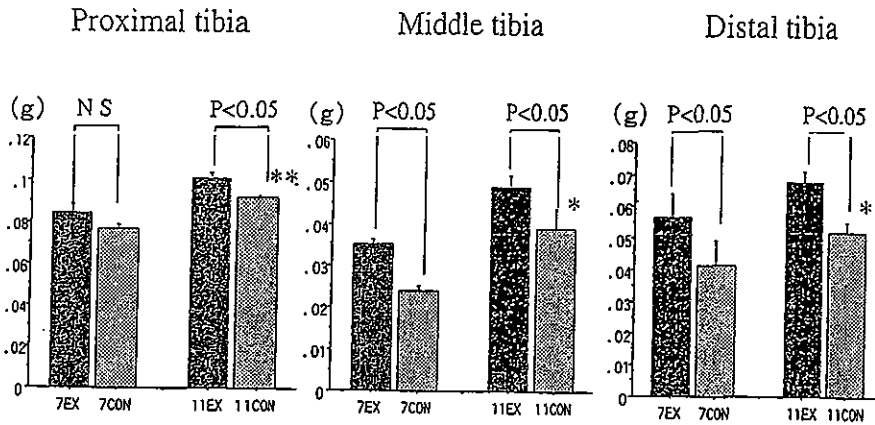 Proximal tibia
Middle tibia
Distal tibia
(g) NS P<0.05
.12
.1
.08
.06
.04
.02
0
**
7EX 7CON 11EX 11CON
(g) P<0.05 P<0.05
.06
.05
.04
.03
.02
.01
0
*
7EX 7CON 11EX 11CON
(g) P<0.05 P<0.05
.08
.07
.06
.05
.04
.03
.02
.01
0
*
7EX 7CON 11EX 11CON